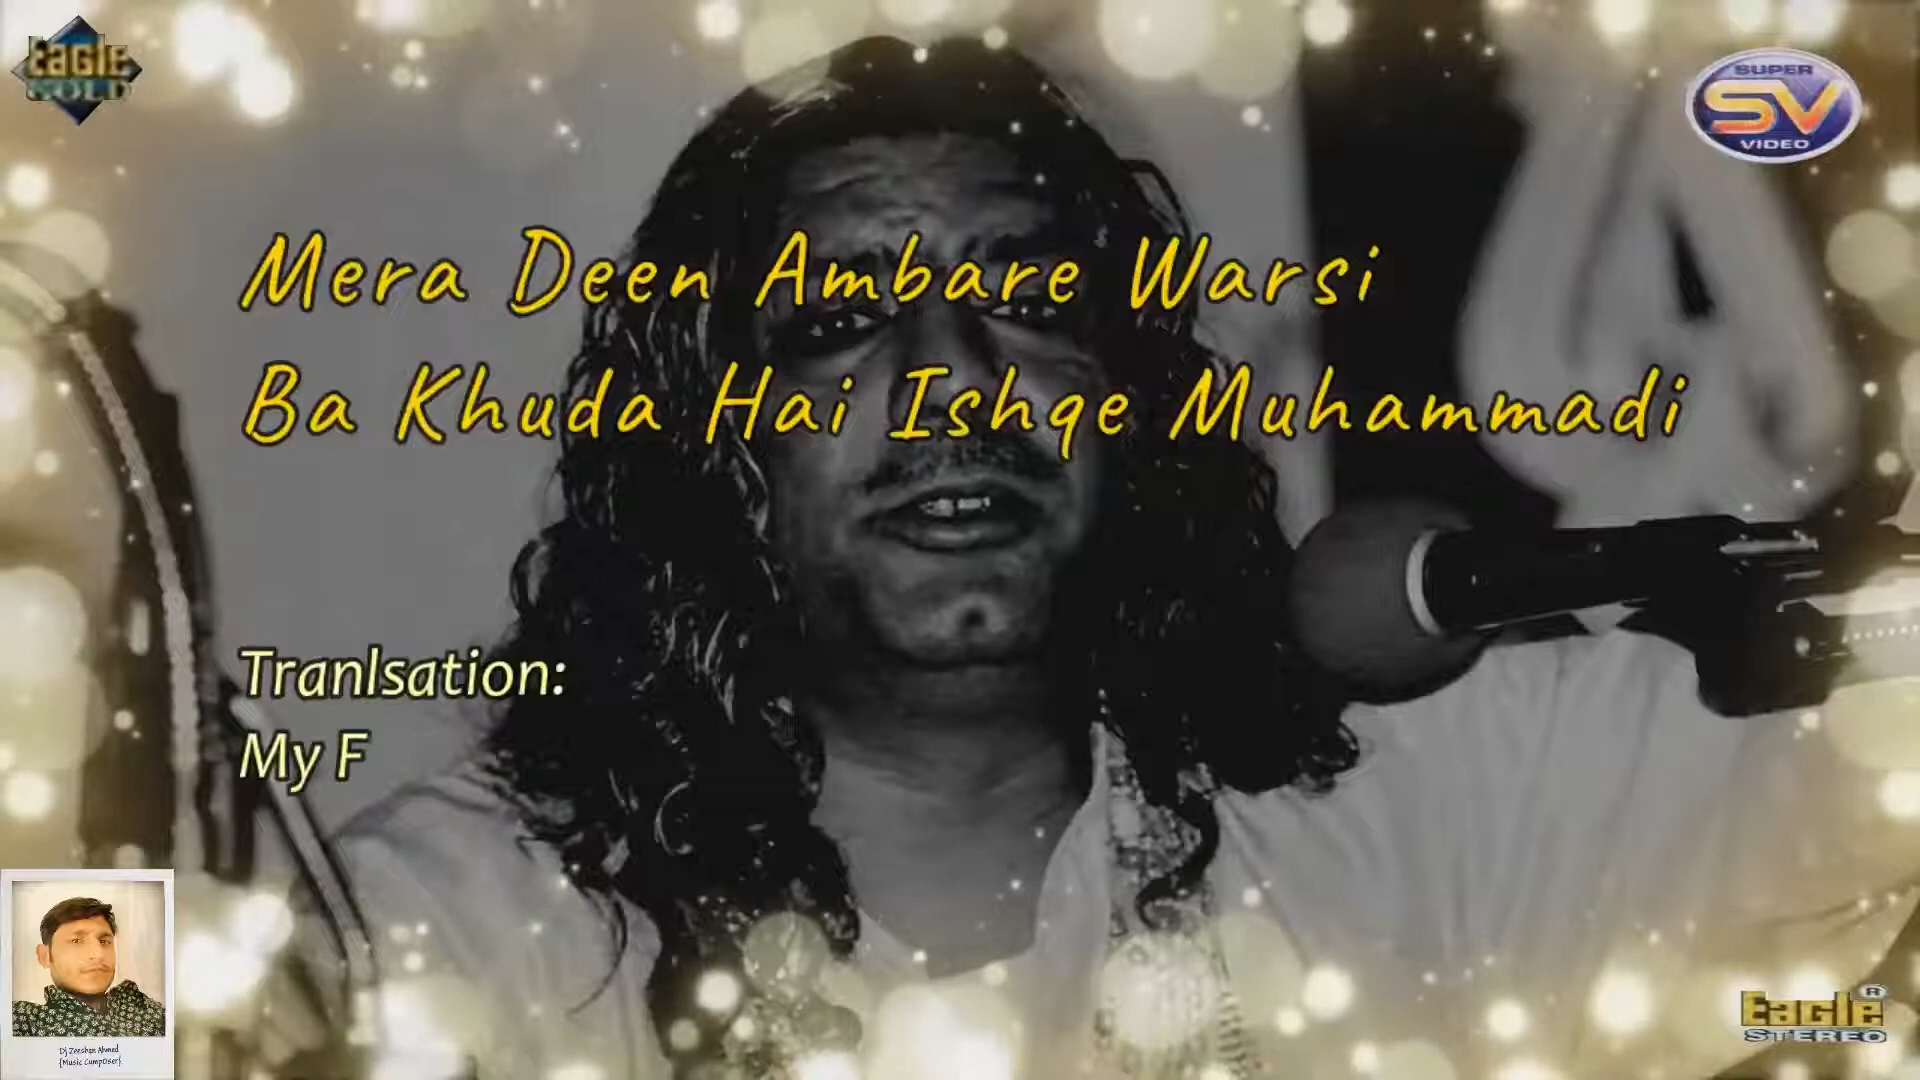 Eagle
GOLD
SUPER
SV
VIDEO
Mera Deen Ambare Warsi
Ba Khuda Hai Ishqe Muhammadi
Tranlsation:
My F
Dj Zeeshan Ahmed
{Music CumpOser}
Eagle ®
STEREO